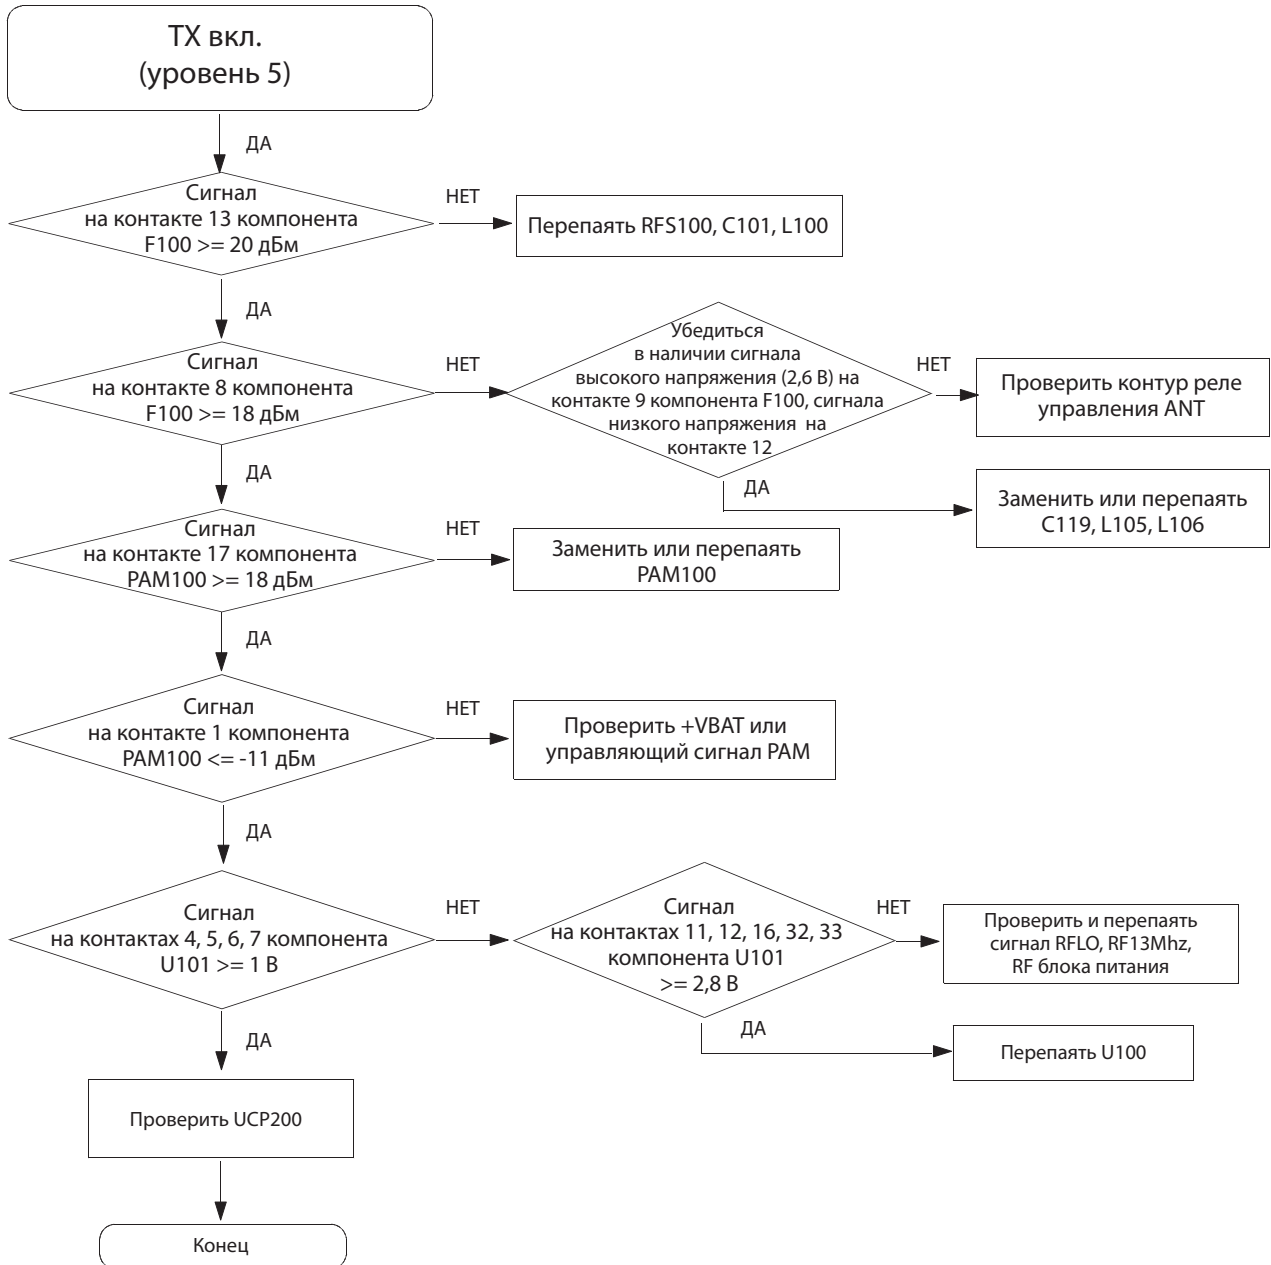 TX вкл.
(уровень 5)
ДА
Сигнал
на контакте 13 компонента
F100 >= 20 дБм
НЕТ
Перепаять RFS100, C101, L100
ДА
Сигнал
на контакте 8 компонента
F100 >= 18 дБм
НЕТ
Убедиться
в наличии сигнала
высокого напряжения (2,6 В) на
контакте 9 компонента F100, сигнала
низкого напряжения на
контакте 12
НЕТ
Проверить контур реле
управления ANT
ДА
Заменить или перепаять
C119, L105, L106
ДА
Сигнал
на контакте 17 компонента
PAM100 >= 18 дБм
НЕТ
Заменить или перепаять
PAM100
ДА
Сигнал
на контакте 1 компонента
PAM100 <= -11 дБм
НЕТ
Проверить +VBAT или
управляющий сигнал PAM
ДА
Сигнал
на контактах 4, 5, 6, 7 компонента
U101 >= 1 В
НЕТ
Сигнал
на контактах 11, 12, 16, 32, 33
компонента U101
>= 2,8 В
НЕТ
Проверить и перепаять
сигнал RFLO, RF13Mhz,
RF блока питания
ДА
Перепаять U100
ДА
Проверить UCP200
Конец